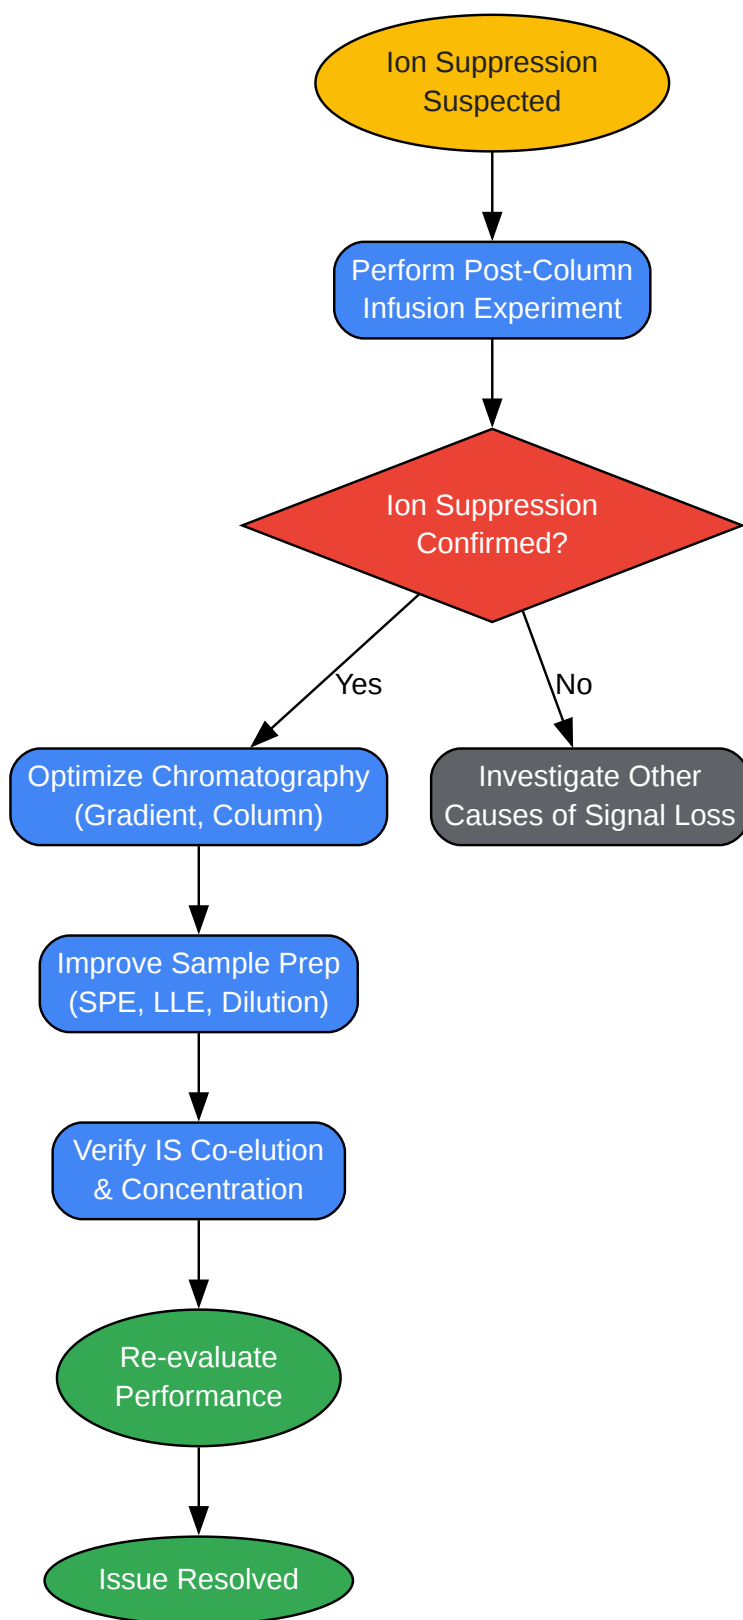 Ion Suppression
Suspected
Perform Post-Column
Infusion Experiment
Ion Suppression
Confirmed?
Yes
No
Optimize Chromatography
(Gradient, Column)
Investigate Other
Causes of Signal Loss
Improve Sample Prep
(SPE, LLE, Dilution)
Verify IS Co-elution
& Concentration
Re-evaluate
Performance
Issue Resolved